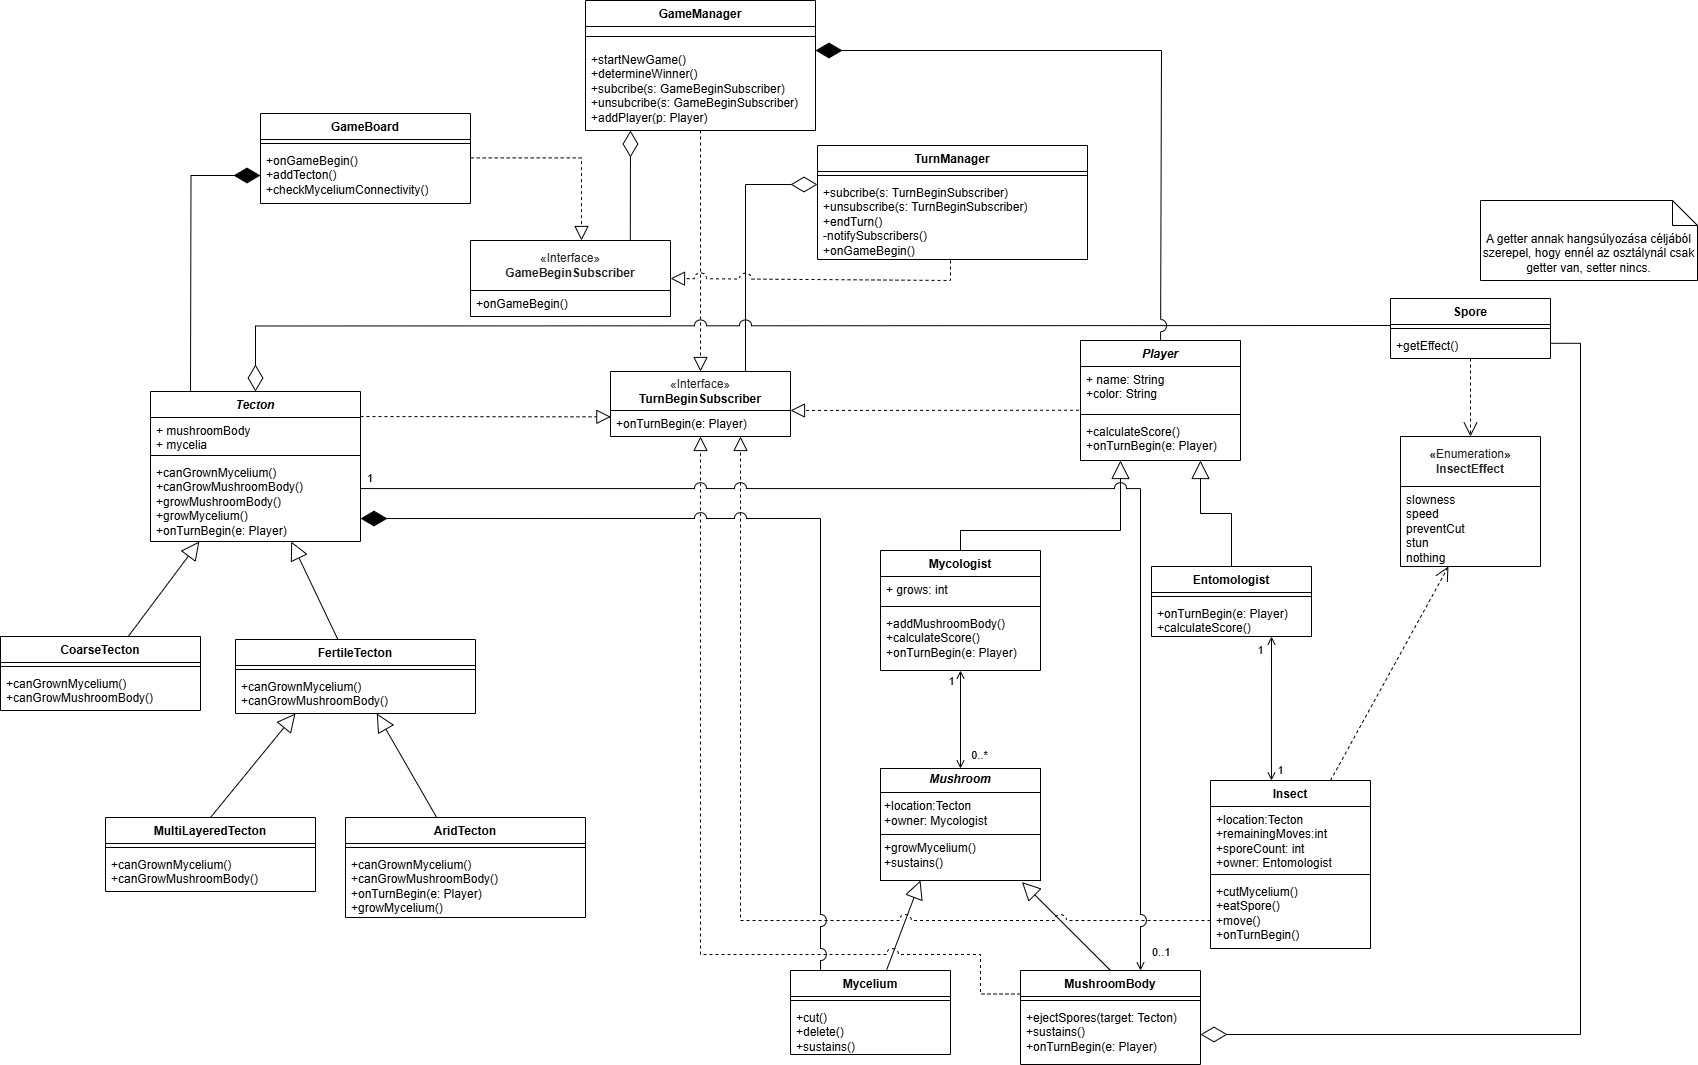 GameManager
+startNewGame()
+determineWinner()
+subcribe(s: GameBeginSubscriber)
+unsubcribe(s: GameBeginSubscriber)
+addPlayer(p: Player)
GameBoard
+onGameBegin()
+addTecton()
+checkMyceliumConnectivity()
TurnManager
+subcribe(s: TurnBeginSubscriber)
+unsubscribe(s: TurnBeginSubscriber)
+endTurn()
-notifySubscribers()
+onGameBegin()
A getter annak hangsúlyozása céljából
szerepel, hogy ennél az osztálynál csak
getter van, setter nincs.
«Interface»
GameBeginSubscriber
+onGameBegin()
Spore
+getEffect()
Player
+ name: String
+color: String
+calculateScore()
+onTurnBegin(e: Player)
«Interface»
TurnBeginSubscriber
+onTurnBegin(e: Player)
Tecton
+ mushroomBody
+ mycelia
+canGrownMycelium()
+canGrowMushroomBody()
+growMushroomBody()
+growMycelium()
+onTurnBegin(e: Player)
1
«Enumeration»
InsectEffect
slowness
speed
preventCut
stun
nothing
Mycologist
+ grows: int
+addMushroomBody()
+calculateScore()
+onTurnBegin(e: Player)
Entomologist
+onTurnBegin(e: Player)
+calculateScore()
1
1
CoarseTecton
+canGrownMycelium()
+canGrowMushroomBody()
FertileTecton
+canGrownMycelium()
+canGrowMushroomBody()
0..*
1
Mushroom
+location:Tecton
+owner: Mycologist
+growMycelium()
+sustains()
Insect
+location:Tecton
+remainingMoves:int
+sporeCount: int
+owner: Entomologist
+cutMycelium()
+eatSpore()
+move()
+onTurnBegin()
MultiLayeredTecton
+canGrownMycelium()
+canGrowMushroomBody()
AridTecton
+canGrownMycelium()
+canGrowMushroomBody()
+onTurnBegin(e: Player)
+growMycelium()
0..1
Mycelium
+cut()
+delete()
+sustains()
MushroomBody
+ejectSpores(target: Tecton)
+sustains()
+onTurnBegin(e: Player)